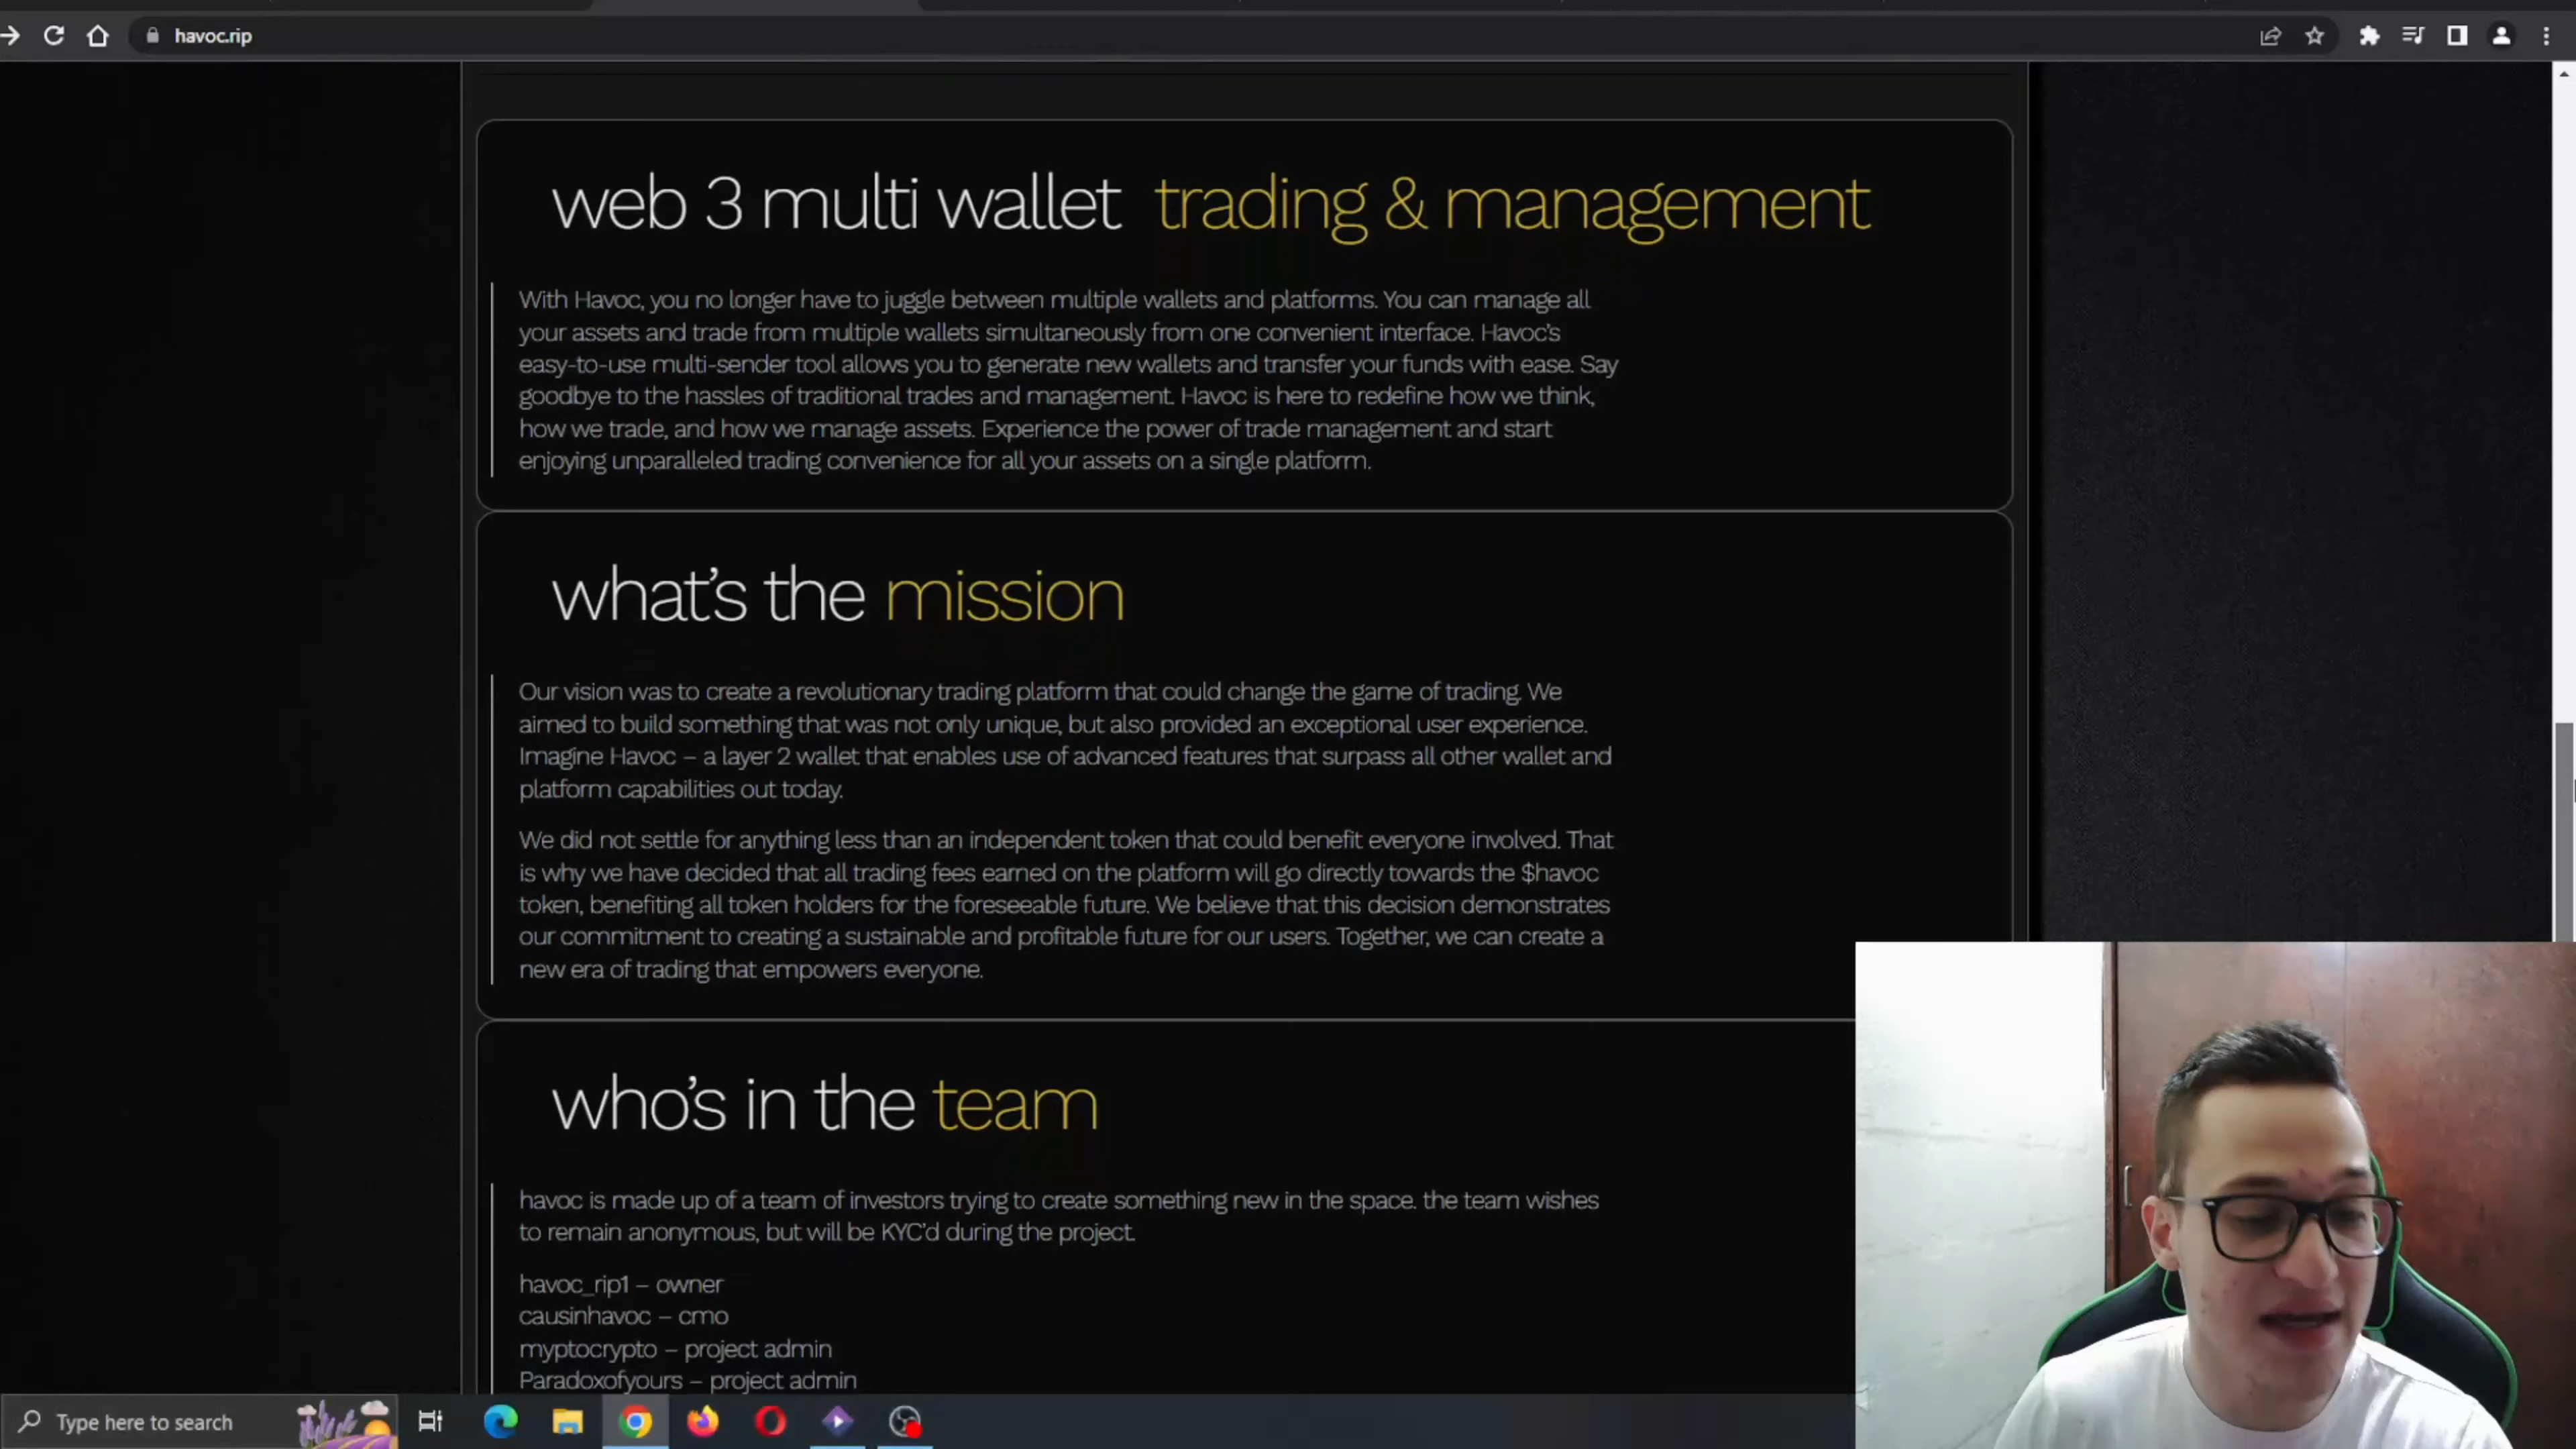 havoc.rip
web 3 multi wallet trading & management
With Havoc, you no longer have to juggle between multiple wallets and platforms. You can manage all
your assets and trade from multiple wallets simultaneously from one convenient interface. Havoc's
easy-to-use multi-sender tool allows you to generate new wallets and transfer your funds with ease. Say
goodbye to the hassles of traditional trades and management. Havoc is here to redefine how we think,
how we trade, and how we manage assets. Experience the power of trade management and start
enjoying unparalleled trading convenience for all your assets on a single platform.
what's the mission
Our vision was to create a revolutionary trading platform that could change the game of trading. We
aimed to build something that was not only unique, but also provided an exceptional user experience.
Imagine Havoc – a layer 2 wallet that enables use of advanced features that surpass all other wallet and
platform capabilities out today.
We did not settle for anything less than an independent token that could benefit everyone involved. That
is why we have decided that all trading fees earned on the platform will go directly towards the $havoc
token, benefiting all token holders for the foreseeable future. We believe that this decision demonstrates
our commitment to creating a sustainable and profitable future for our users. Together, we can create a
new era of trading that empowers everyone.
who's in the team
havoc is made up of a team of investors trying to create something new in the space. the team wishes
to remain anonymous, but will be KYC'd during the project.
havoc_rip1 – owner
causinhavoc – cmo
myptocrypto – project admin
Paradoxofyours – project admin
Type here to search